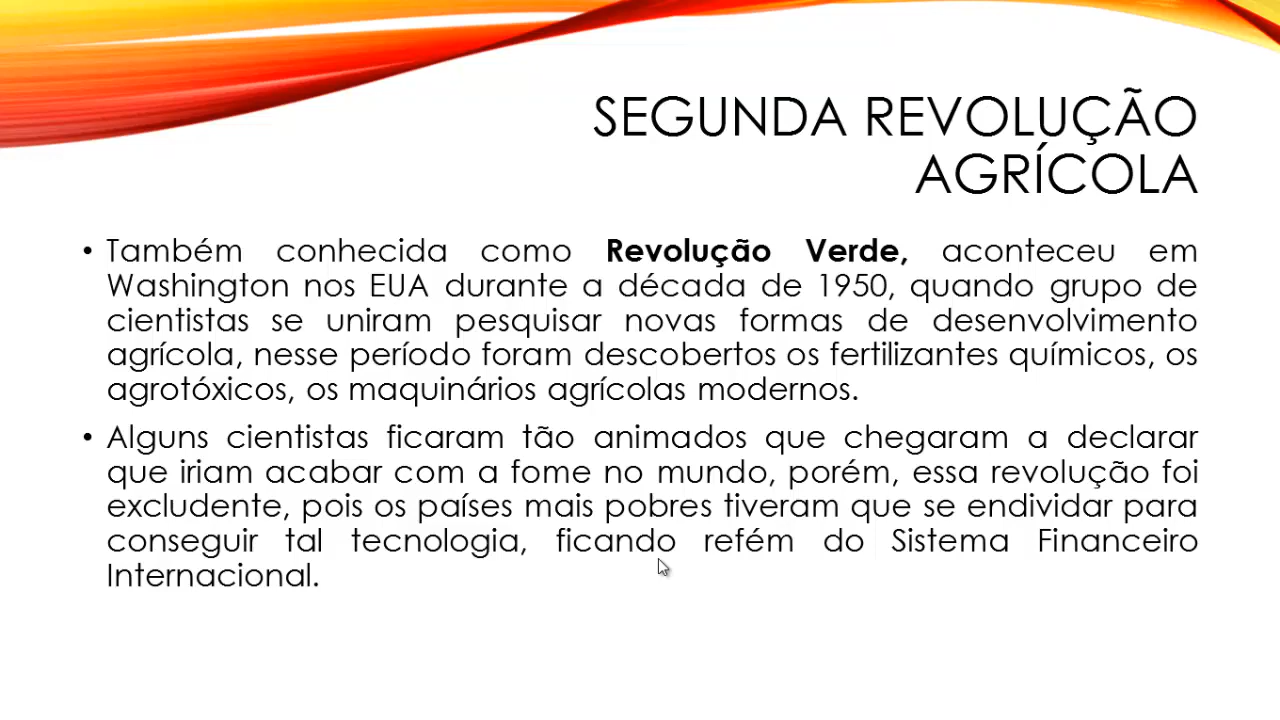 SEGUNDA REVOLUÇÃO
AGRÍCOLA
• Também conhecida como Revolução Verde, aconteceu em
Washington nos EUA durante a década de 1950, quando grupo de
cientistas se uniram pesquisar novas formas de desenvolvimento
agrícola, nesse período foram descobertos os fertilizantes químicos, os
agrotóxicos, os maquinários agrícolas modernos.
• Alguns cientistas ficaram tão animados que chegaram a declarar
que iriam acabar com a fome no mundo, porém, essa revolução foi
excludente, pois os países mais pobres tiveram que se endividar para
conseguir tal tecnologia, ficando refém do Sistema Financeiro
Internacional.